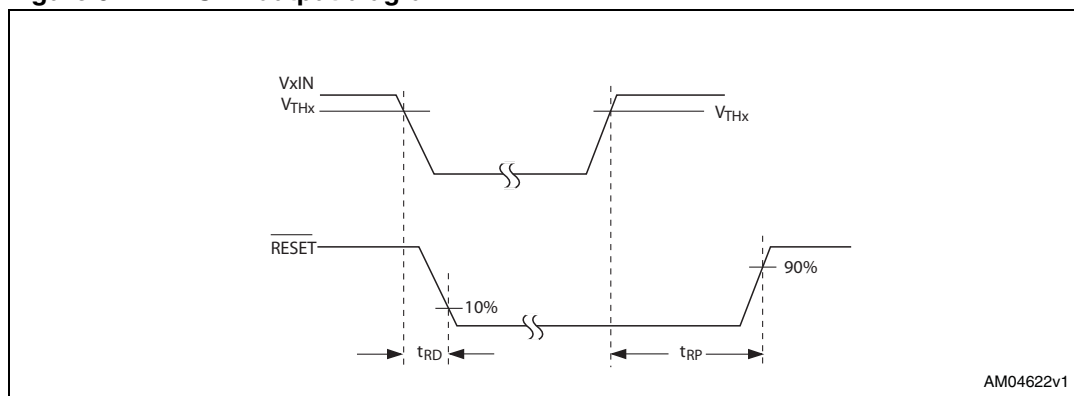 VxIN
VTHx
VTHx
RESET
10%
90%
tRD
tRP
AM04622v1